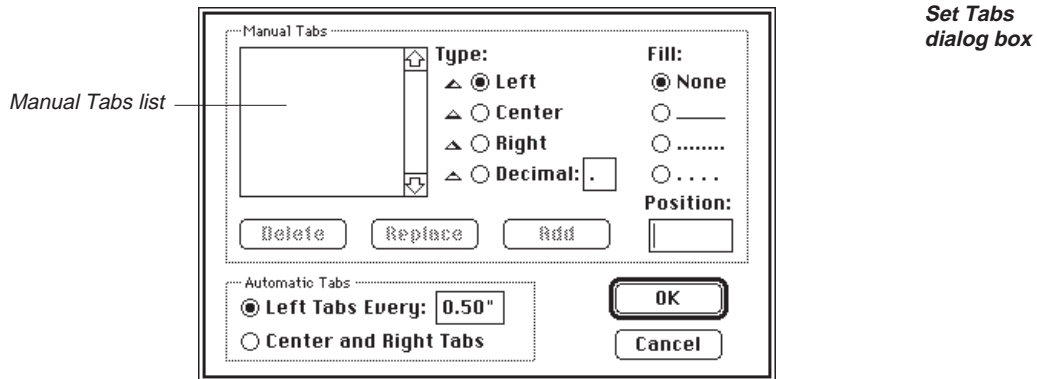 Set Tabs
dialog box
Manual Tabs
Manual Tabs list
Type:
Left
Center
Right
Decimal: .
Fill:
None
____
........
. . . .
Position:
Delete Replace Add
Automatic Tabs
Left Tabs Every: 0.50"
Center and Right Tabs
OK
Cancel